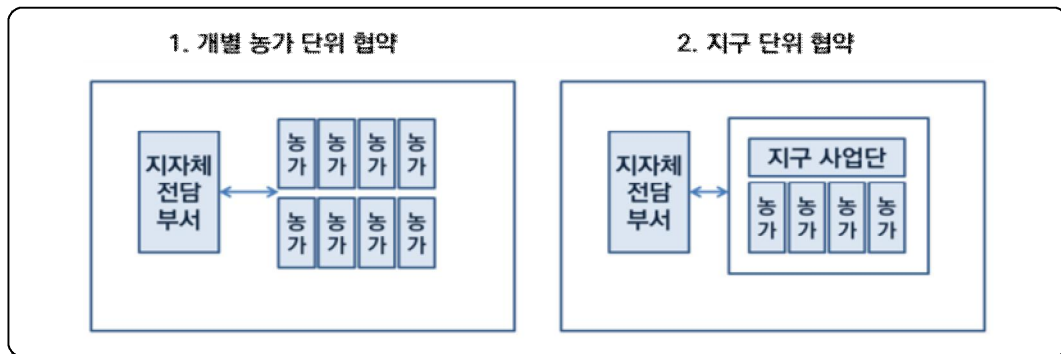 1. 개별 농가 단위 협약
지자체
전담
부서
농가
농가
농가
농가
농가
농가
농가
농가
2. 지구 단위 협약
지자체
전담
부서
지구 사업단
농가
농가
농가
농가